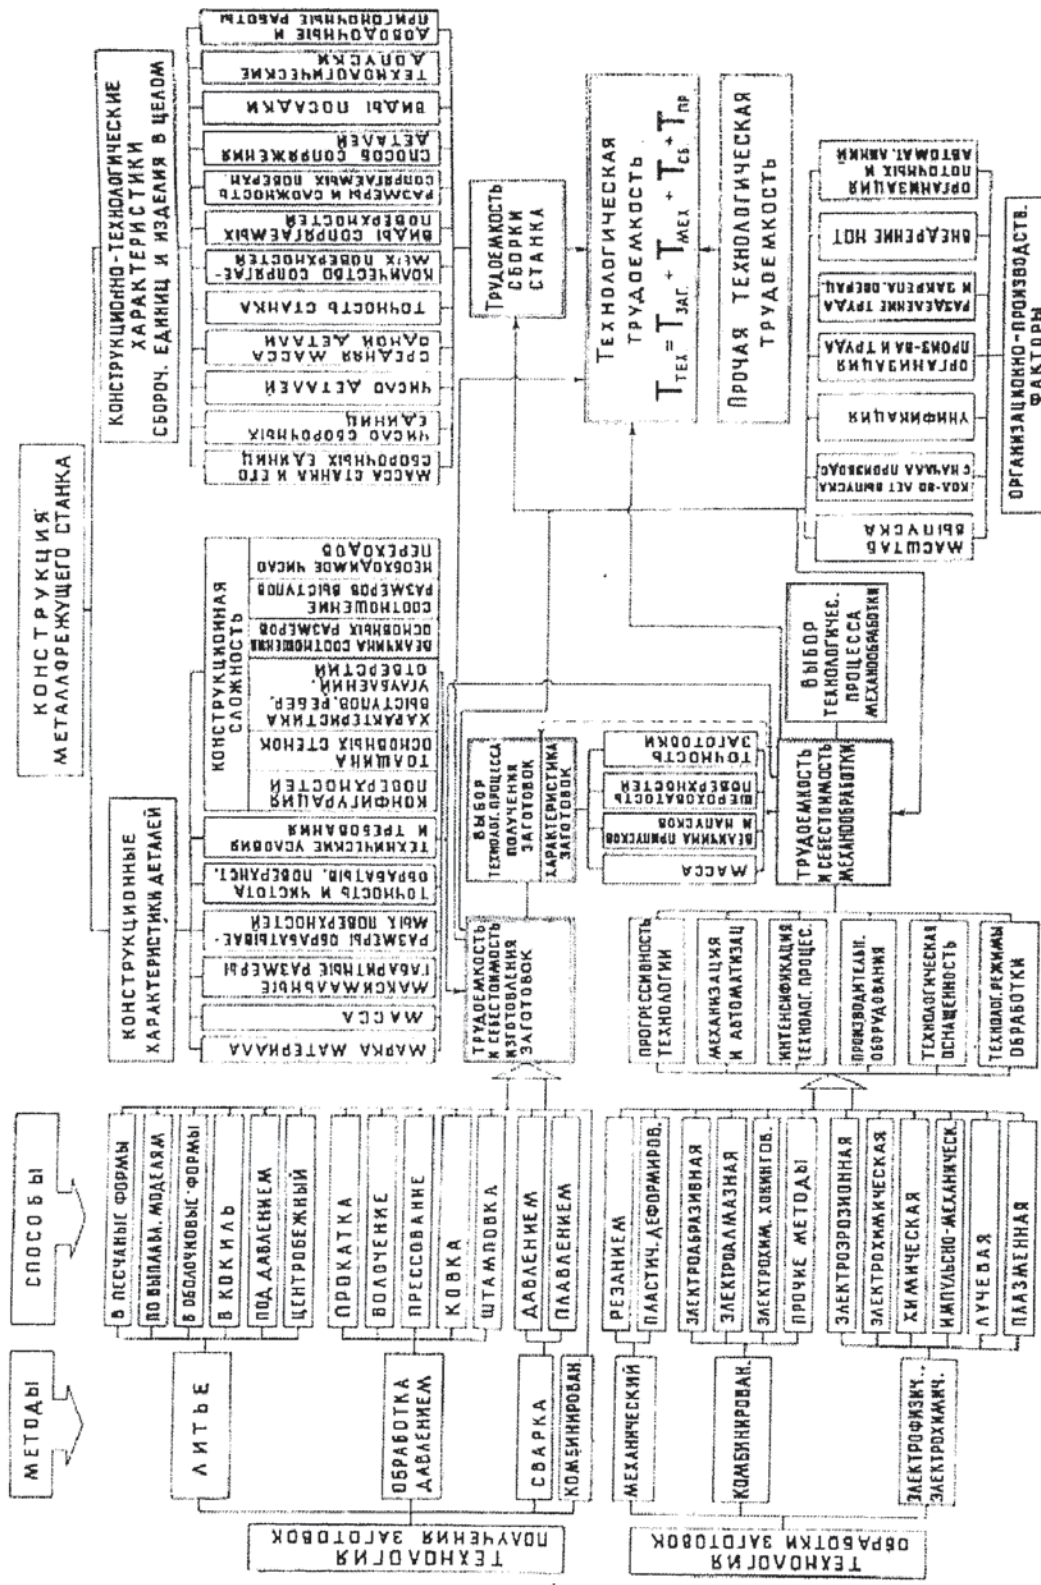 МЕТОДЫ
СПОСОБЫ
КОНСТРУКЦИЯ
МЕТАЛЛОРЕЖУЩЕГО СТАНКА
ТЕХНОЛОГИЯ
ПОЛУЧЕНИЯ ЗАГОТОВОК
ЛИТЬЕ
В ПЕСЧАНЫЕ ФОРМЫ
ПО ВЫПЛАВЛ. МОДЕЛЯМ
В ОБОЛОЧКОВЫЕ ФОРМЫ
В КОКИЛЬ
ПОД ДАВЛЕНИЕМ
ЦЕНТРОБЕЖНЫЙ
ОБРАБОТКА
ДАВЛЕНИЕМ
ПРОКАТКА
ВОЛОЧЕНИЕ
ПРЕССОВАНИЕ
КОВКА
ШТАМПОВКА
СВАРКА
ДАВЛЕНИЕМ
ПЛАВЛЕНИЕМ
КОМБИНИРОВАН.
ТЕХНОЛОГИЯ
ОБРАБОТКИ ЗАГОТОВОК
МЕХАНИЧЕСКИЙ
РЕЗАНИЕМ
ПЛАСТИЧ. ДЕФОРМИРОВ.
КОМБИНИРОВАН.
ЭЛЕКТРОАБРАЗИВНАЯ
ЭЛЕКТРОАЛМАЗНАЯ
ЭЛЕКТРОХИМ. ХОНИНГОВ.
ПРОЧИЕ МЕТОДЫ
ЭЛЕКТРОФИЗИЧ.,
ЭЛЕКТРОХИМИЧ.
ЭЛЕКТРОЭРОЗИОННАЯ
ЭЛЕКТРОХИМИЧЕСКАЯ
ХИМИЧЕСКАЯ
ИМПУЛЬСНО-МЕХАНИЧЕСК.
ЛУЧЕВАЯ
ПЛАЗМЕННАЯ
КОНСТРУКЦИОННЫЕ
ХАРАКТЕРИСТИКИ ДЕТАЛЕЙ
МАРКА МАТЕРИАЛА
МАССА
МАКСИМАЛЬНЫЕ
ГАБАРИТНЫЕ РАЗМЕРЫ
РАЗМЕРЫ ОБРАБАТЫВАЕ-
МЫХ ПОВЕРХНОСТЕЙ
ТОЧНОСТЬ И ЧИСТОТА
ОБРАБАТЫВ. ПОВЕРХНСТ.
ТЕХНИЧЕСКИЕ УСЛОВИЯ
И ТРЕБОВАНИЯ
КОНСТРУКЦИОННАЯ
СЛОЖНОСТЬ
КОНФИГУРАЦИЯ
ПОВЕРХНОСТЕЙ
ТОЛЩИНА
ОСНОВНЫХ СТЕНОК
ХАРАКТЕРИСТИКА
ВЫСТУПОВ, РЕБЕР,
УГЛУБЛЕНИЙ,
ОТВЕРСТИЙ
ВЕЛИЧИНА СООТНОШЕНИЯ
ОСНОВНЫХ РАЗМЕРОВ
СООТНОШЕНИЕ
РАЗМЕРОВ ВЫСТУПОВ
НЕОБХОДИМОЕ ЧИСЛО
ПЕРЕХОДОВ
КОНСТРУКЦИОННО-ТЕХНОЛОГИЧЕСКИЕ
ХАРАКТЕРИСТИКИ
СБОРОЧ. ЕДИНИЦ И ИЗДЕЛИЯ В ЦЕЛОМ
МАССА СТАНКА И ЕГО
СБОРОЧНЫХ ЕДИНИЦ
ЧИСЛО СБОРОЧНЫХ
ЕДИНИЦ
ЧИСЛО ДЕТАЛЕЙ
СРЕДНЯЯ МАССА
ОДНОЙ ДЕТАЛИ
ТОЧНОСТЬ СТАНКА
КОЛИЧЕСТВО СОПРЯГАЕ-
МЫХ ПОВЕРХНОСТЕЙ
ВИДЫ СОПРЯГАЕМЫХ
ПОВЕРХНОСТЕЙ
РАЗМЕРЫ И СЛОЖНОСТЬ
СОПРЯГАЕМЫХ ПОВЕРХН.
СПОСОБ СОПРЯЖЕНИЯ
ДЕТАЛЕЙ
ВИДЫ ПОСАДКИ
ТЕХНОЛОГИЧЕСКИЕ
ДОПУСКИ
ДОВОДОЧНЫЕ И
ПРИГОНОЧНЫЕ РАБОТЫ
ТРУДОЕМКОСТЬ
И СЕБЕСТОИМОСТЬ
ИЗГОТОВЛЕНИЯ
ЗАГОТОВОК
ВЫБОР
ТЕХНОЛОГ. ПРОЦЕССА
ПОЛУЧЕНИЯ
ЗАГОТОВОК
ХАРАКТЕРИСТИКА
ЗАГОТОВОК
МАССА
ВЕЛИЧИНА ПРИПУСКОВ
И НАПУСКОВ
ШЕРОХОВАТОСТЬ
ПОВЕРХНОСТЕЙ
ТОЧНОСТЬ
ЗАГОТОВКИ
ТРУДОЕМКОСТЬ
СБОРКИ
СТАНКА
ТЕХНОЛОГИЧЕСКАЯ
ТРУДОЕМКОСТЬ
Tтех = Tзаг. + Tмех + Tсб. + Tпр
ПРОЧАЯ ТЕХНОЛОГИЧЕСКАЯ
ТРУДОЕМКОСТЬ
ПРОГРЕССИВНОСТЬ
ТЕХНОЛОГИИ
МЕХАНИЗАЦИЯ
И АВТОМАТИЗАЦ
ИНТЕНСИФИКАЦИЯ
ТЕХНОЛОГ. ПРОЦЕС.
ПРОИЗВОДИТЕЛЬН.
ОБОРУДОВАНИЯ
ТЕХНОЛОГИЧЕСКАЯ
ОСНАЩЕННОСТЬ
ТЕХНОЛОГ. РЕЖИМЫ
ОБРАБОТКИ
ТРУДОЕМКОСТЬ
И СЕБЕСТОИМОСТЬ
МЕХАНООБРАБОТКИ
ВЫБОР
ТЕХНОЛОГИЧЕС.
ПРОЦЕССА
МЕХАНООБРАБОТКИ
МАСШТАБ
ВЫПУСКА
КОЛ-ВО ЛЕТ ВЫПУСКА
С НАЧАЛА ПРОИЗВОДС
УНИФИКАЦИЯ
ОРГАНИЗАЦИЯ
ПРОИЗ-ВА И ТРУДА
РАЗДЕЛЕНИЕ ТРУДА
И ЗАКРЕПЛ. ОПЕРАЦ.
ВНЕДРЕНИЕ НОТ
ОРГАНИЗАЦИЯ
ПОТОЧНЫХ И
АВТОМАТ. ЛИНИЙ
ОРГАНИЗАЦИОННО-ПРОИЗВОДСТВ.
ФАКТОРЫ